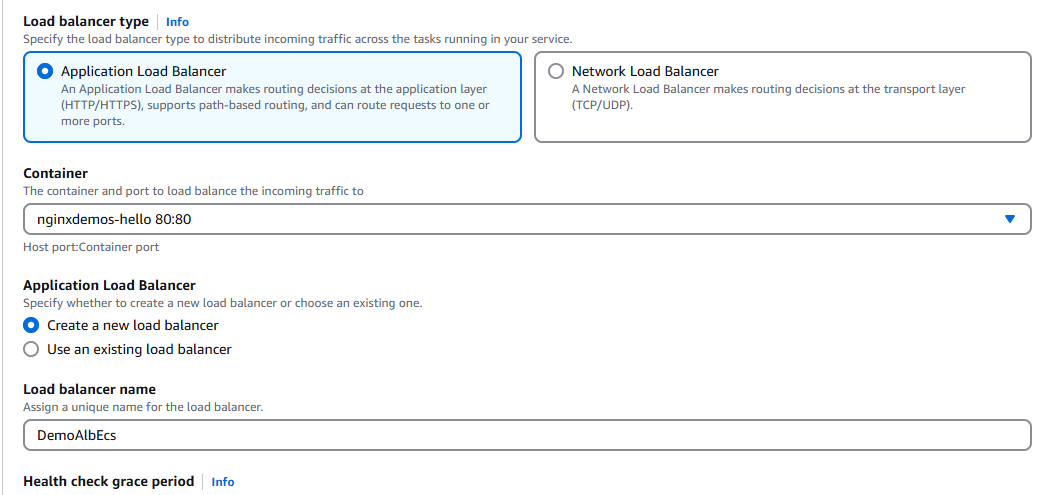 Load balancer type Info
Specify the load balancer type to distribute incoming traffic across the tasks running in your service.
Application Load Balancer
An Application Load Balancer makes routing decisions at the application layer
(HTTP/HTTPS), supports path-based routing, and can route requests to one or
more ports.
Network Load Balancer
A Network Load Balancer makes routing decisions at the transport layer
(TCP/UDP).
Container
The container and port to load balance the incoming traffic to
nginxdemos-hello 80:80
Host port:Container port
Application Load Balancer
Specify whether to create a new load balancer or choose an existing one.
Create a new load balancer
Use an existing load balancer
Load balancer name
Assign a unique name for the load balancer.
DemoAlbEcs
Health check grace period Info